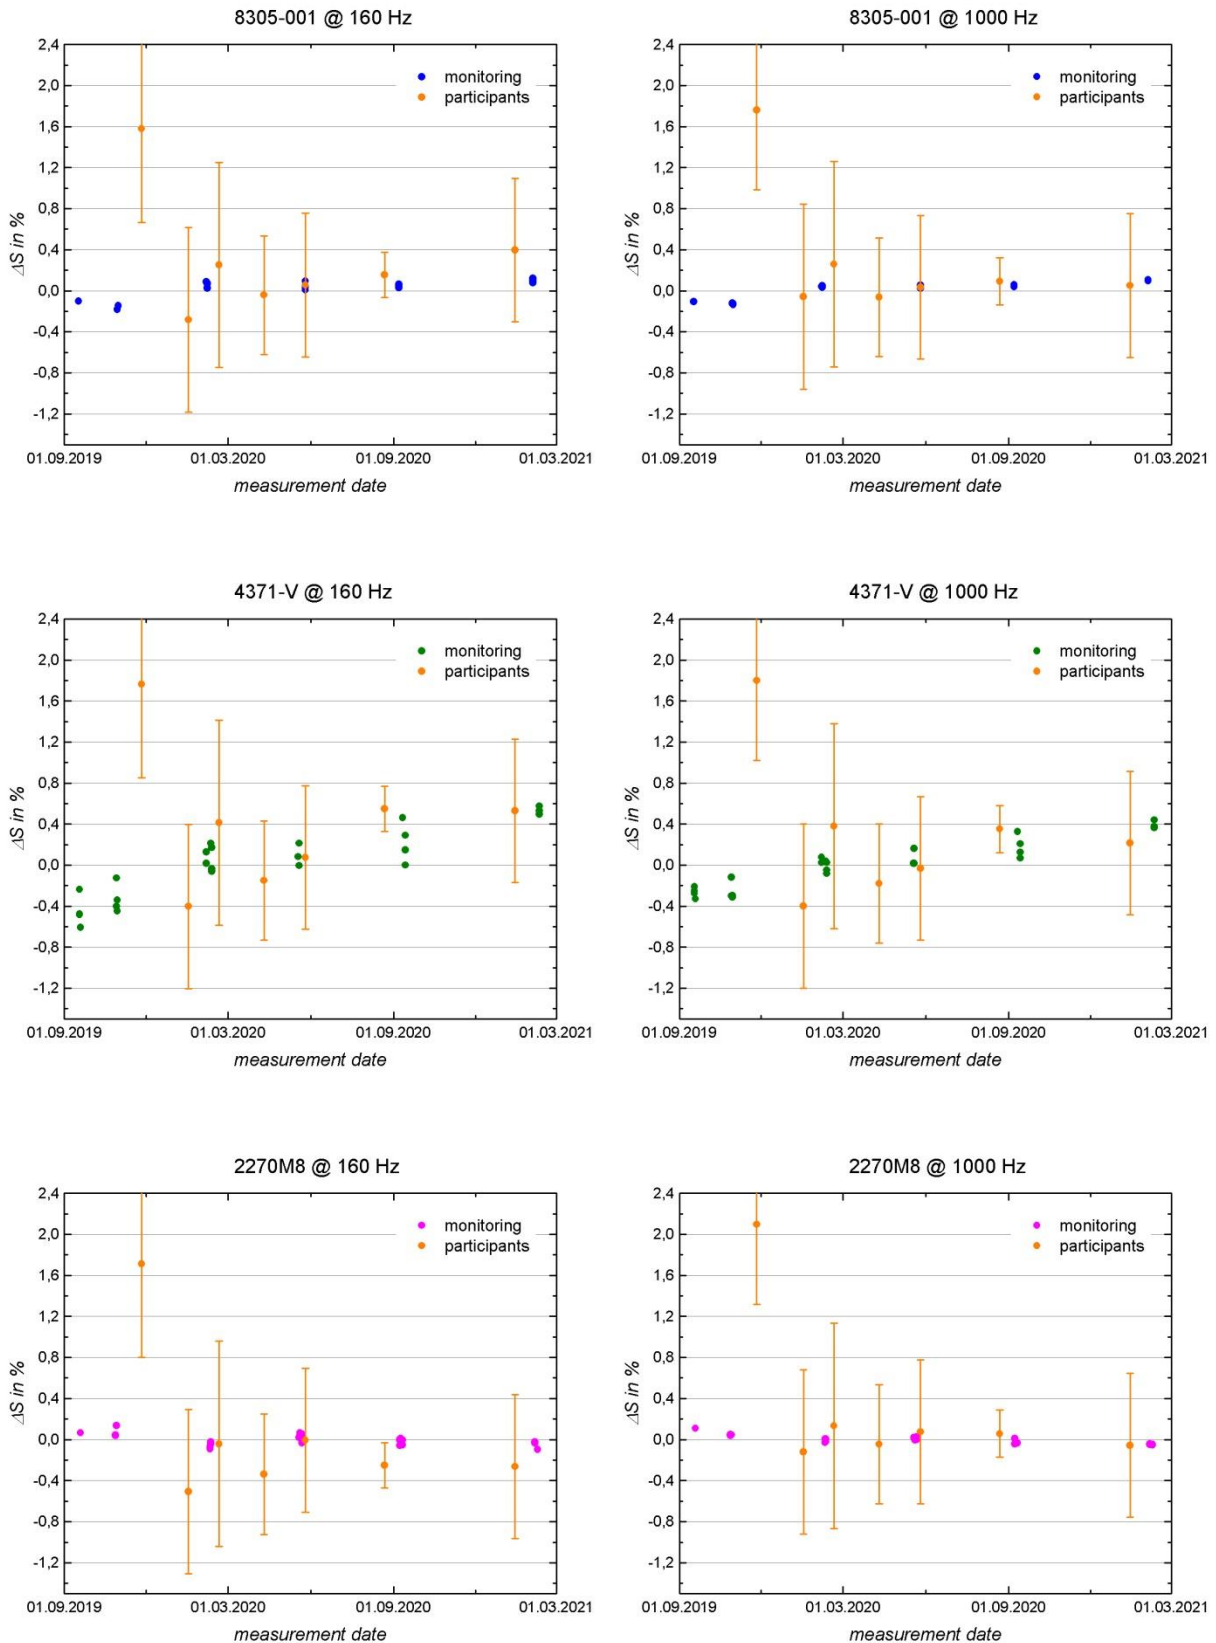 8305-001 @ 160 Hz
2,4
2,0
1,6
1,2
0,8
0,4
0,0
-0,4
-0,8
-1,2
ΔS in %
monitoring
participants
01.09.2019 01.03.2020 01.09.2020 01.03.2021
measurement date
8305-001 @ 1000 Hz
2,4
2,0
1,6
1,2
0,8
0,4
0,0
-0,4
-0,8
-1,2
ΔS in %
monitoring
participants
01.09.2019 01.03.2020 01.09.2020 01.03.2021
measurement date
4371-V @ 160 Hz
2,4
2,0
1,6
1,2
0,8
0,4
0,0
-0,4
-0,8
-1,2
ΔS in %
monitoring
participants
01.09.2019 01.03.2020 01.09.2020 01.03.2021
measurement date
4371-V @ 1000 Hz
2,4
2,0
1,6
1,2
0,8
0,4
0,0
-0,4
-0,8
-1,2
ΔS in %
monitoring
participants
01.09.2019 01.03.2020 01.09.2020 01.03.2021
measurement date
2270M8 @ 160 Hz
2,4
2,0
1,6
1,2
0,8
0,4
0,0
-0,4
-0,8
-1,2
ΔS in %
monitoring
participants
01.09.2019 01.03.2020 01.09.2020 01.03.2021
measurement date
2270M8 @ 1000 Hz
2,4
2,0
1,6
1,2
0,8
0,4
0,0
-0,4
-0,8
-1,2
ΔS in %
monitoring
participants
01.09.2019 01.03.2020 01.09.2020 01.03.2021
measurement date